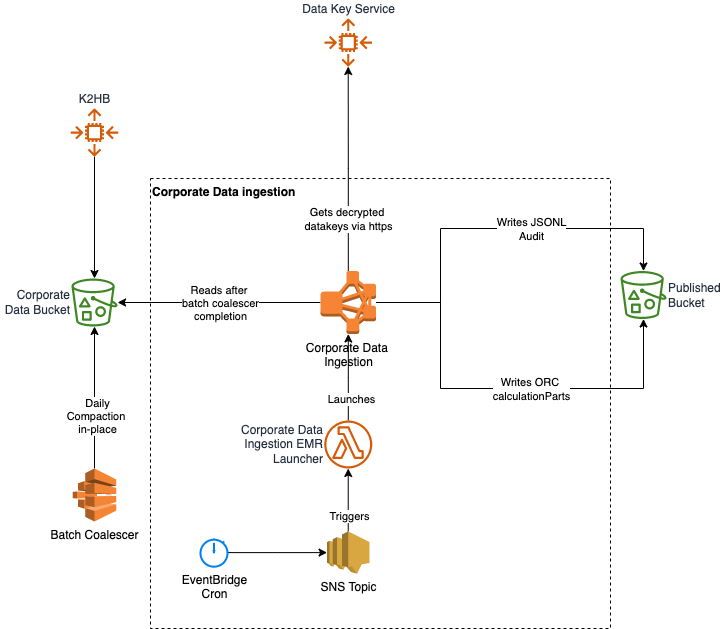 Data Key Service
K2HB
Corporate Data ingestion
Gets decrypted
datakeys via https
Writes JSONL
Audit
Corporate
Data Bucket
Reads after
batch coalescer
completion
Published
Bucket
Corporate Data
Ingestion
Daily
Compaction
in-place
Launches
Writes ORC
calculationParts
Corporate Data
Ingestion EMR
Launcher
Batch Coalescer
Triggers
EventBridge
Cron
SNS Topic